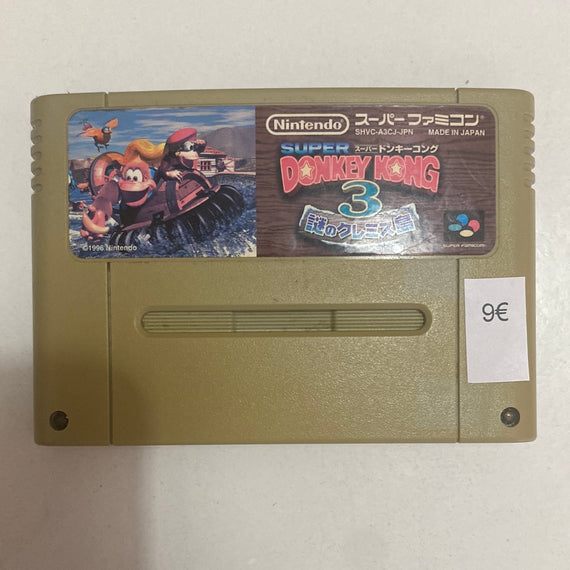 Nintendo
スーパーファミコン
SHVC-A3CJ-JPN MADE IN JAPAN
SUPER スーパードンキーコング
DONKEY KONG
3
謎のクレミス島
SUPER FAMICOM
©1996 Nintendo
9€